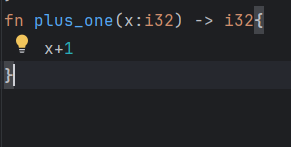 fn plus_one(x:i32) -> i32{
    x+1
}